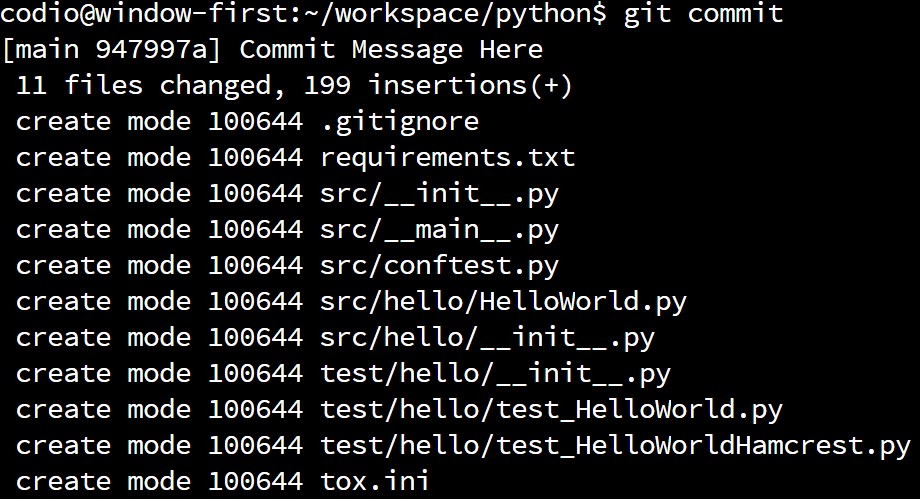 codio@window-first:~/workspace/python$ git commit
[main 947997a] Commit Message Here
 11 files changed, 199 insertions(+)
 create mode 100644 .gitignore
 create mode 100644 requirements.txt
 create mode 100644 src/__init__.py
 create mode 100644 src/__main__.py
 create mode 100644 src/conftest.py
 create mode 100644 src/hello/HelloWorld.py
 create mode 100644 src/hello/__init__.py
 create mode 100644 test/hello/__init__.py
 create mode 100644 test/hello/test_HelloWorld.py
 create mode 100644 test/hello/test_HelloWorldHamcrest.py
 create mode 100644 tox.ini